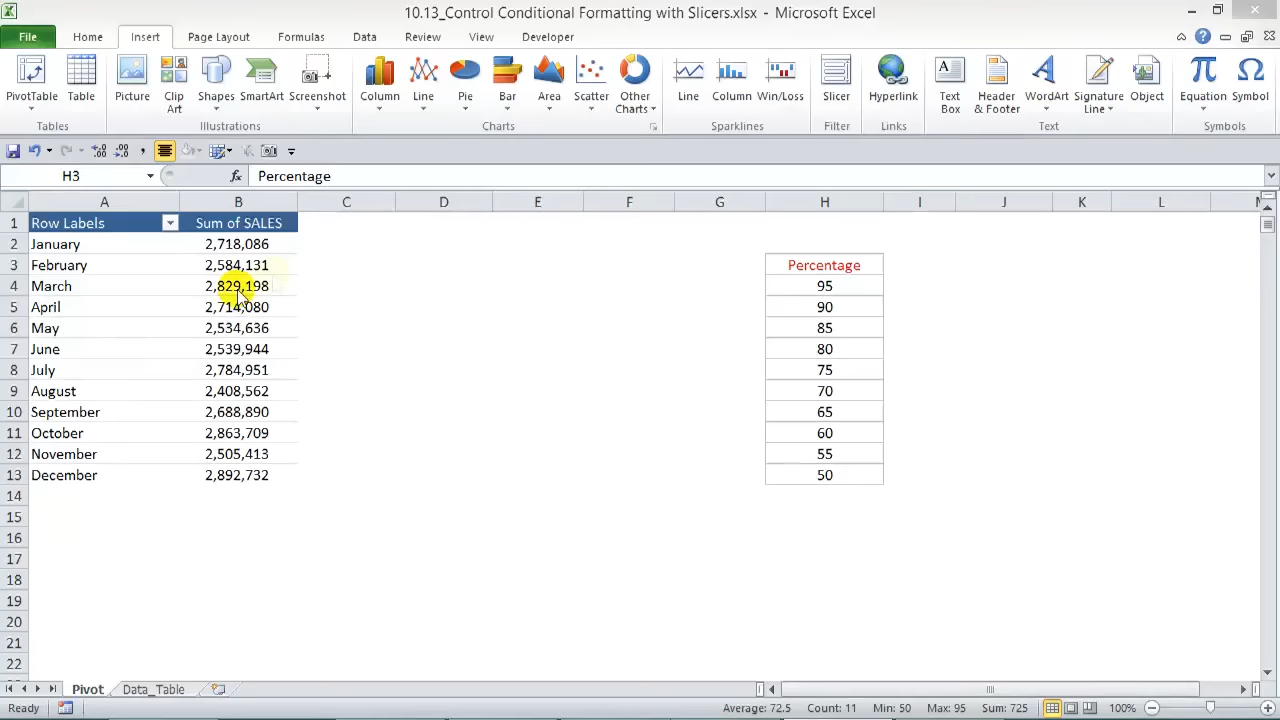 10.13_Control Conditional Formatting with Slicers.xlsx - Microsoft Excel
File Home Insert Page Layout Formulas Data Review View Developer
PivotTable Table Picture Clip Art Shapes SmartArt Screenshot Column Line Pie Bar Area Scatter Other Charts Line Column Win/Loss Slicer Hyperlink Text Box Header & Footer WordArt Signature Line Object Equation Symbol
Tables Illustrations Charts Sparklines Filter Links Text Symbols
H3 fx Percentage
A B C D E F G H I J K L
1 Row Labels Sum of SALES
2 January 2,718,086
3 February 2,584,131 Percentage
4 March 2,829,198 95
5 April 2,714,080 90
6 May 2,534,636 85
7 June 2,539,944 80
8 July 2,784,951 75
9 August 2,408,562 70
10 September 2,688,890 65
11 October 2,863,709 60
12 November 2,505,413 55
13 December 2,892,732 50
14
15
16
17
18
19
20
21
22
Pivot Data_Table
Ready Average: 72.5 Count: 11 Min: 50 Max: 95 Sum: 725 100%